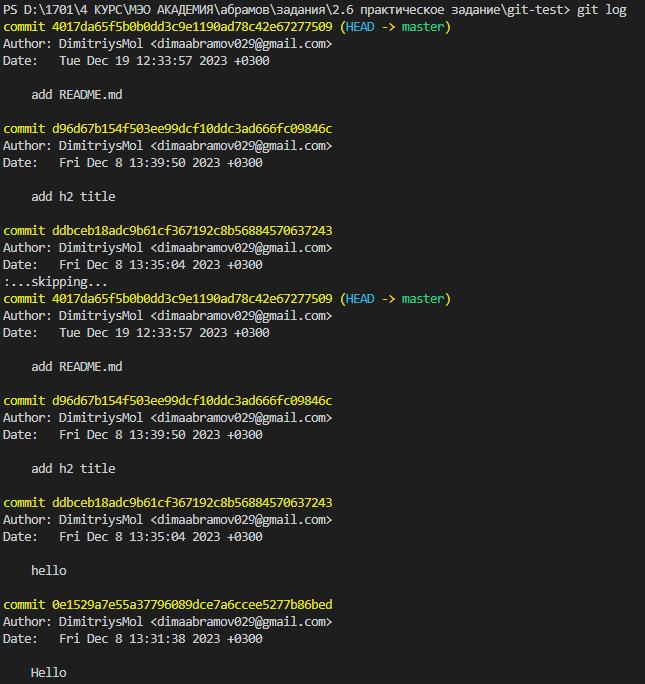 PS D:\1701\4 КУРС\МЭО АКАДЕМИЯ\абрамов\задания\2.6 практическое задание\git-test> git log
commit 4017da65f5b0b0dd3c9e1190ad78c42e67277509 (HEAD -> master)
Author: DimitriysMol <dimaabramov029@gmail.com>
Date:   Tue Dec 19 12:33:57 2023 +0300
    add README.md
commit d96d67b154f503ee99dcf10ddc3ad666fc09846c
Author: DimitriysMol <dimaabramov029@gmail.com>
Date:   Fri Dec 8 13:39:50 2023 +0300
    add h2 title
commit ddbceb18adc9b61cf367192c8b56884570637243
Author: DimitriysMol <dimaabramov029@gmail.com>
Date:   Fri Dec 8 13:35:04 2023 +0300
:...skipping...
commit 4017da65f5b0b0dd3c9e1190ad78c42e67277509 (HEAD -> master)
Author: DimitriysMol <dimaabramov029@gmail.com>
Date:   Tue Dec 19 12:33:57 2023 +0300
    add README.md
commit d96d67b154f503ee99dcf10ddc3ad666fc09846c
Author: DimitriysMol <dimaabramov029@gmail.com>
Date:   Fri Dec 8 13:39:50 2023 +0300
    add h2 title
commit ddbceb18adc9b61cf367192c8b56884570637243
Author: DimitriysMol <dimaabramov029@gmail.com>
Date:   Fri Dec 8 13:35:04 2023 +0300
    hello
commit 0e1529a7e55a37796089dce7a6ccee5277b86bed
Author: DimitriysMol <dimaabramov029@gmail.com>
Date:   Fri Dec 8 13:31:38 2023 +0300
    Hello